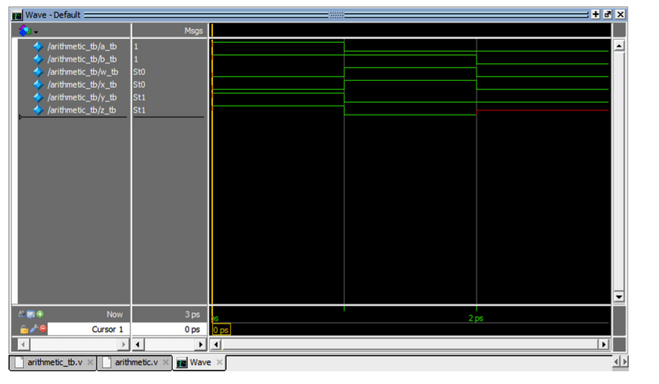 Wave - Default
Msgs
/arithmetic_tb/a_tb 1
/arithmetic_tb/b_tb 1
/arithmetic_tb/w_tb St0
/arithmetic_tb/x_tb St0
/arithmetic_tb/y_tb St1
/arithmetic_tb/z_tb St1
Now 3 ps ps 2 ps
Cursor 1 0 ps 0 ps
arithmetic_tb.v arithmetic.v Wave